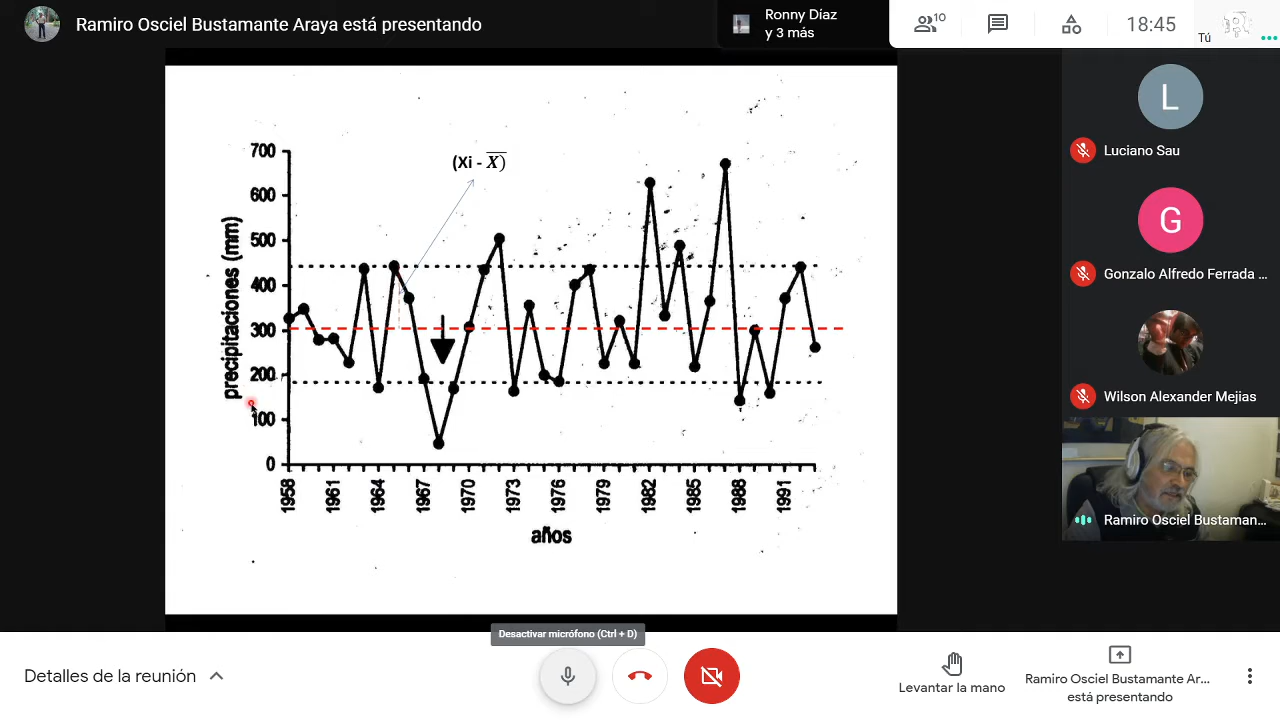 Ramiro Osciel Bustamante Araya está presentando
Ronny Díaz
y 3 más
10
18:45
Tú
L
Luciano Sau
G
Gonzalo Alfredo Ferrada ...
Wilson Alexander Mejias
Ramiro Osciel Bustaman...
(Xi - X)
precipitaciones (mm)
700
600
500
400
300
200
100
0
1958 1961 1964 1967 1970 1973 1976 1979 1982 1985 1988 1991
años
Desactivar micrófono (Ctrl + D)
Detalles de la reunión
Levantar la mano
Ramiro Osciel Bustamante Ar...
está presentando